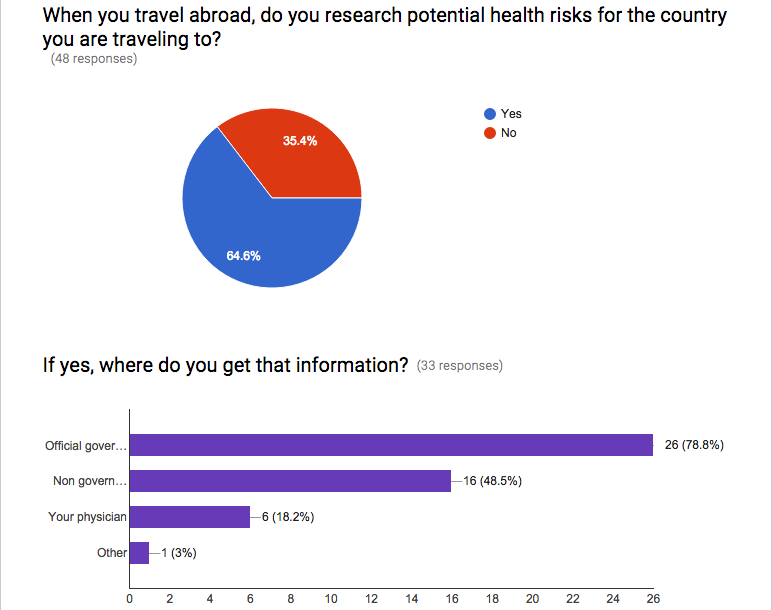 When you travel abroad, do you research potential health risks for the country
you are traveling to?
(48 responses)
Yes
No
35.4%
64.6%
If yes, where do you get that information? (33 responses)
Official gover... 26 (78.8%)
Non govern... 16 (48.5%)
Your physician 6 (18.2%)
Other 1 (3%)
0 2 4 6 8 10 12 14 16 18 20 22 24 26